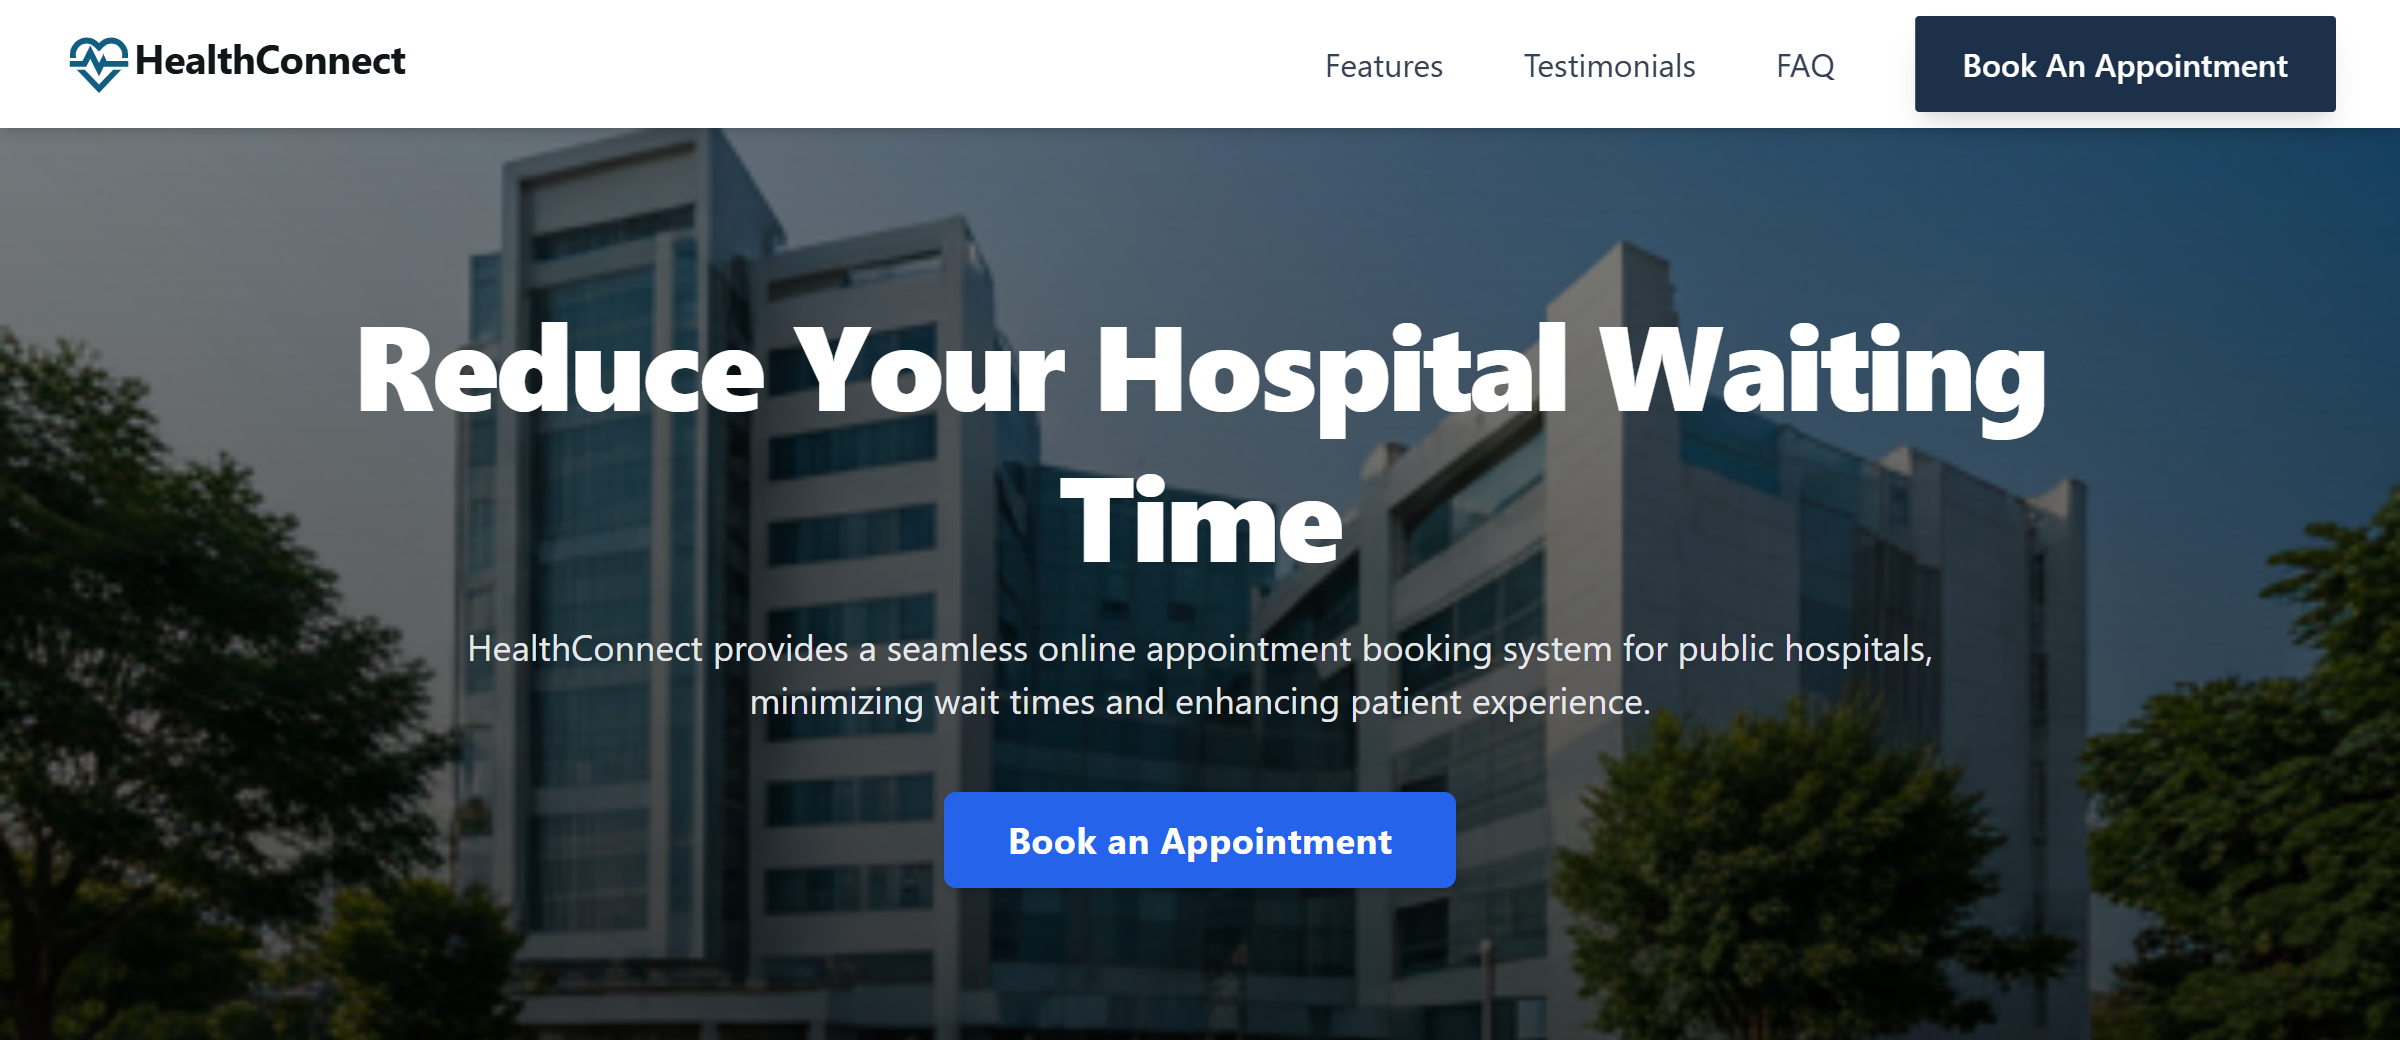 HealthConnect
Features
Testimonials
FAQ
Book An Appointment
Reduce Your Hospital Waiting
Time
HealthConnect provides a seamless online appointment booking system for public hospitals,
minimizing wait times and enhancing patient experience.
Book an Appointment